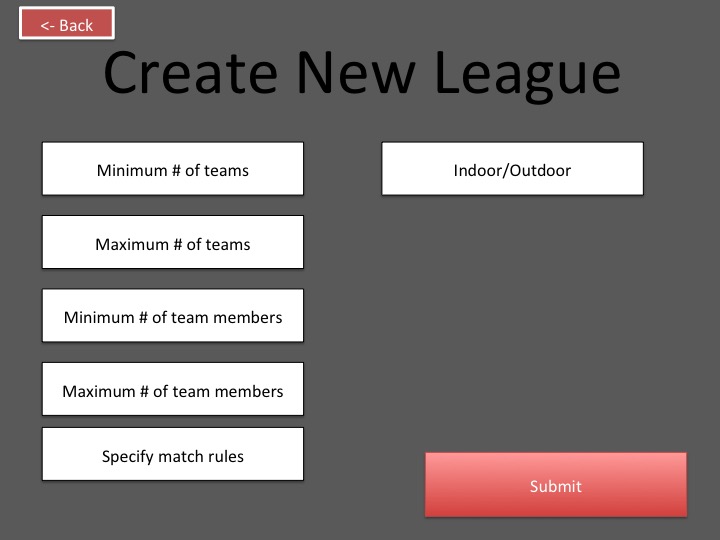 <- Back
Create New League
Minimum # of teams
Indoor/Outdoor
Maximum # of teams
Minimum # of team members
Maximum # of team members
Specify match rules
Submit